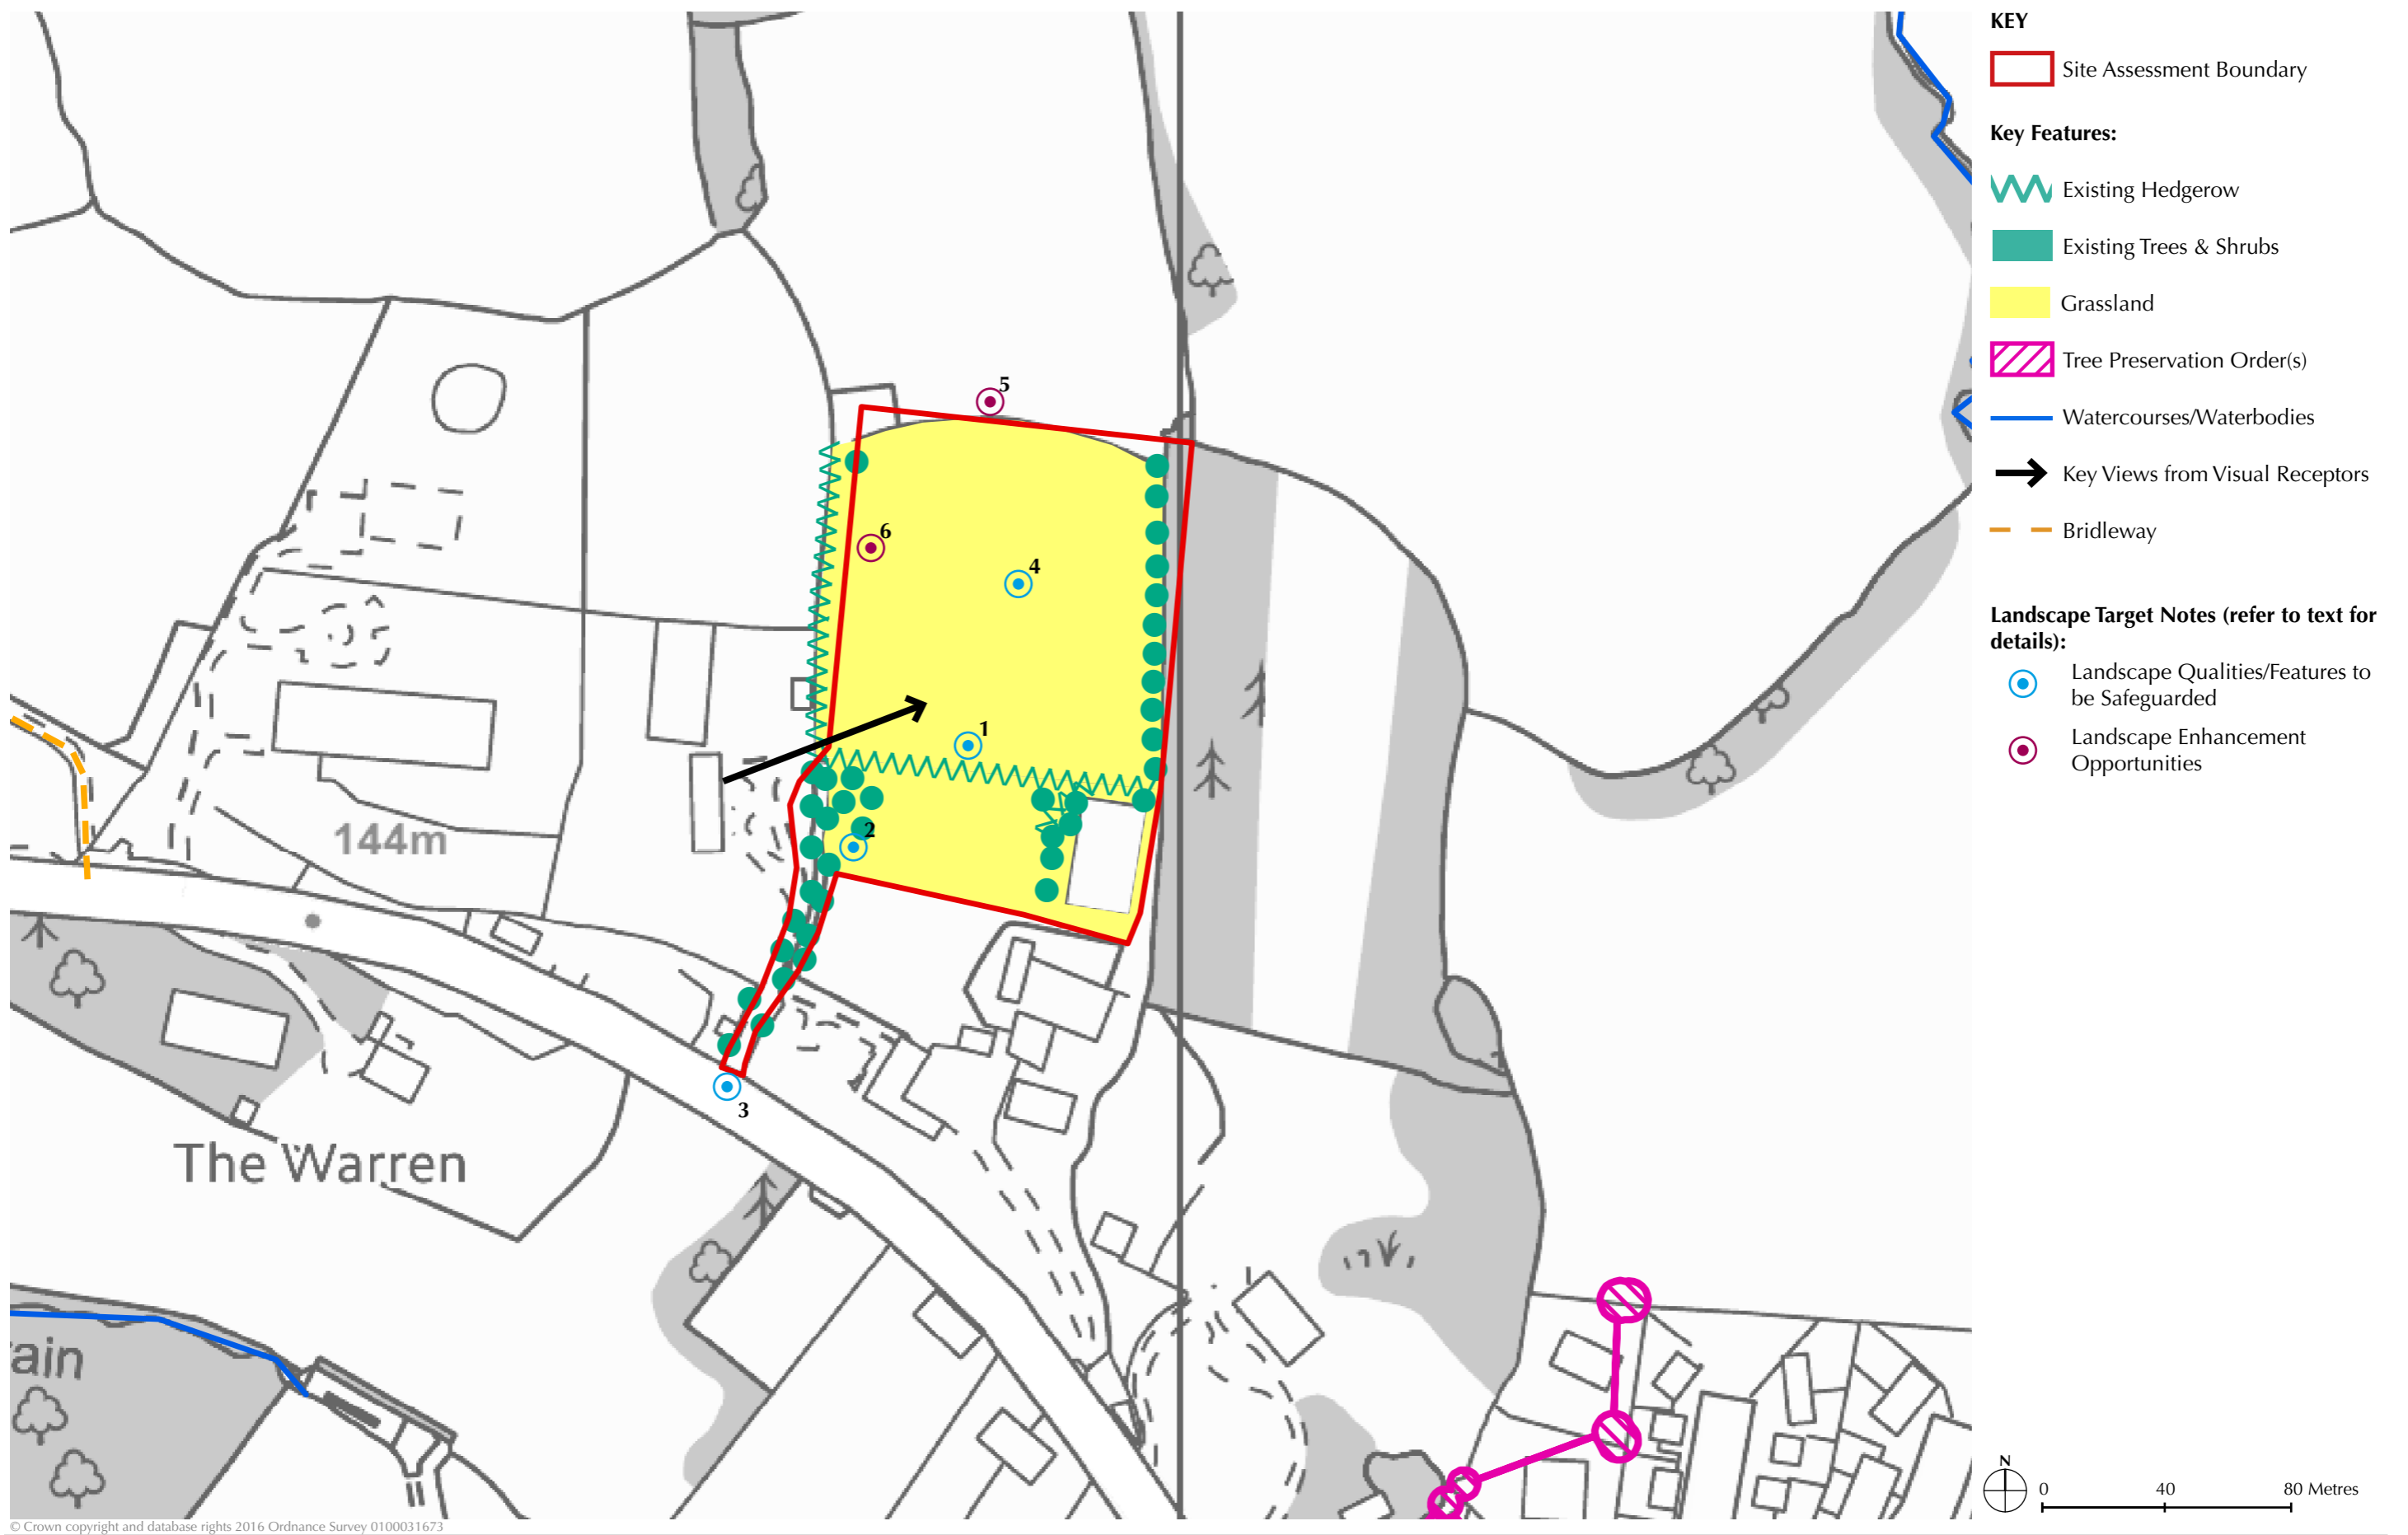 KEY
Site Assessment Boundary
Key Features:
Existing Hedgerow
Existing Trees & Shrubs
Grassland
Tree Preservation Order(s)
Watercourses/Waterbodies
Key Views from Visual Receptors
Bridleway
Landscape Target Notes (refer to text for
details):
Landscape Qualities/Features to
be Safeguarded
Landscape Enhancement
Opportunities
5
6
4
1
2
3
144m
The Warren
ain
N
0 40 80 Metres
© Crown copyright and database rights 2016 Ordnance Survey 0100031673